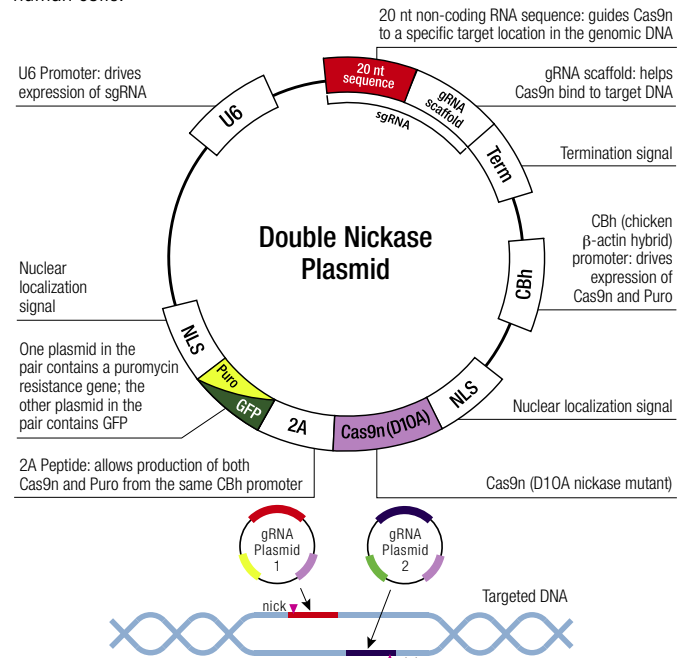 20 nt non-coding RNA sequence: guides Cas9n
to a specific target location in the genomic DNA
U6 Promoter: drives
expression of sgRNA
gRNA scaffold: helps
Cas9n bind to target DNA
20 nt
sequence
gRNA
scaffold
sgRNA
U6
Term
Termination signal
Double Nickase
Plasmid
CBh (chicken
β-actin hybrid)
promoter: drives
expression of
Cas9n and Puro
CBh
Nuclear
localization
signal
NLS
One plasmid in the
pair contains a puromycin
resistance gene; the
other plasmid in the
pair contains GFP
Puro
GFP
2A
Cas9n (D10A)
NLS
Nuclear localization signal
2A Peptide: allows production of both
Cas9n and Puro from the same CBh promoter
Cas9n (D10A nickase mutant)
gRNA
Plasmid
1
gRNA
Plasmid
2
nick
Targeted DNA